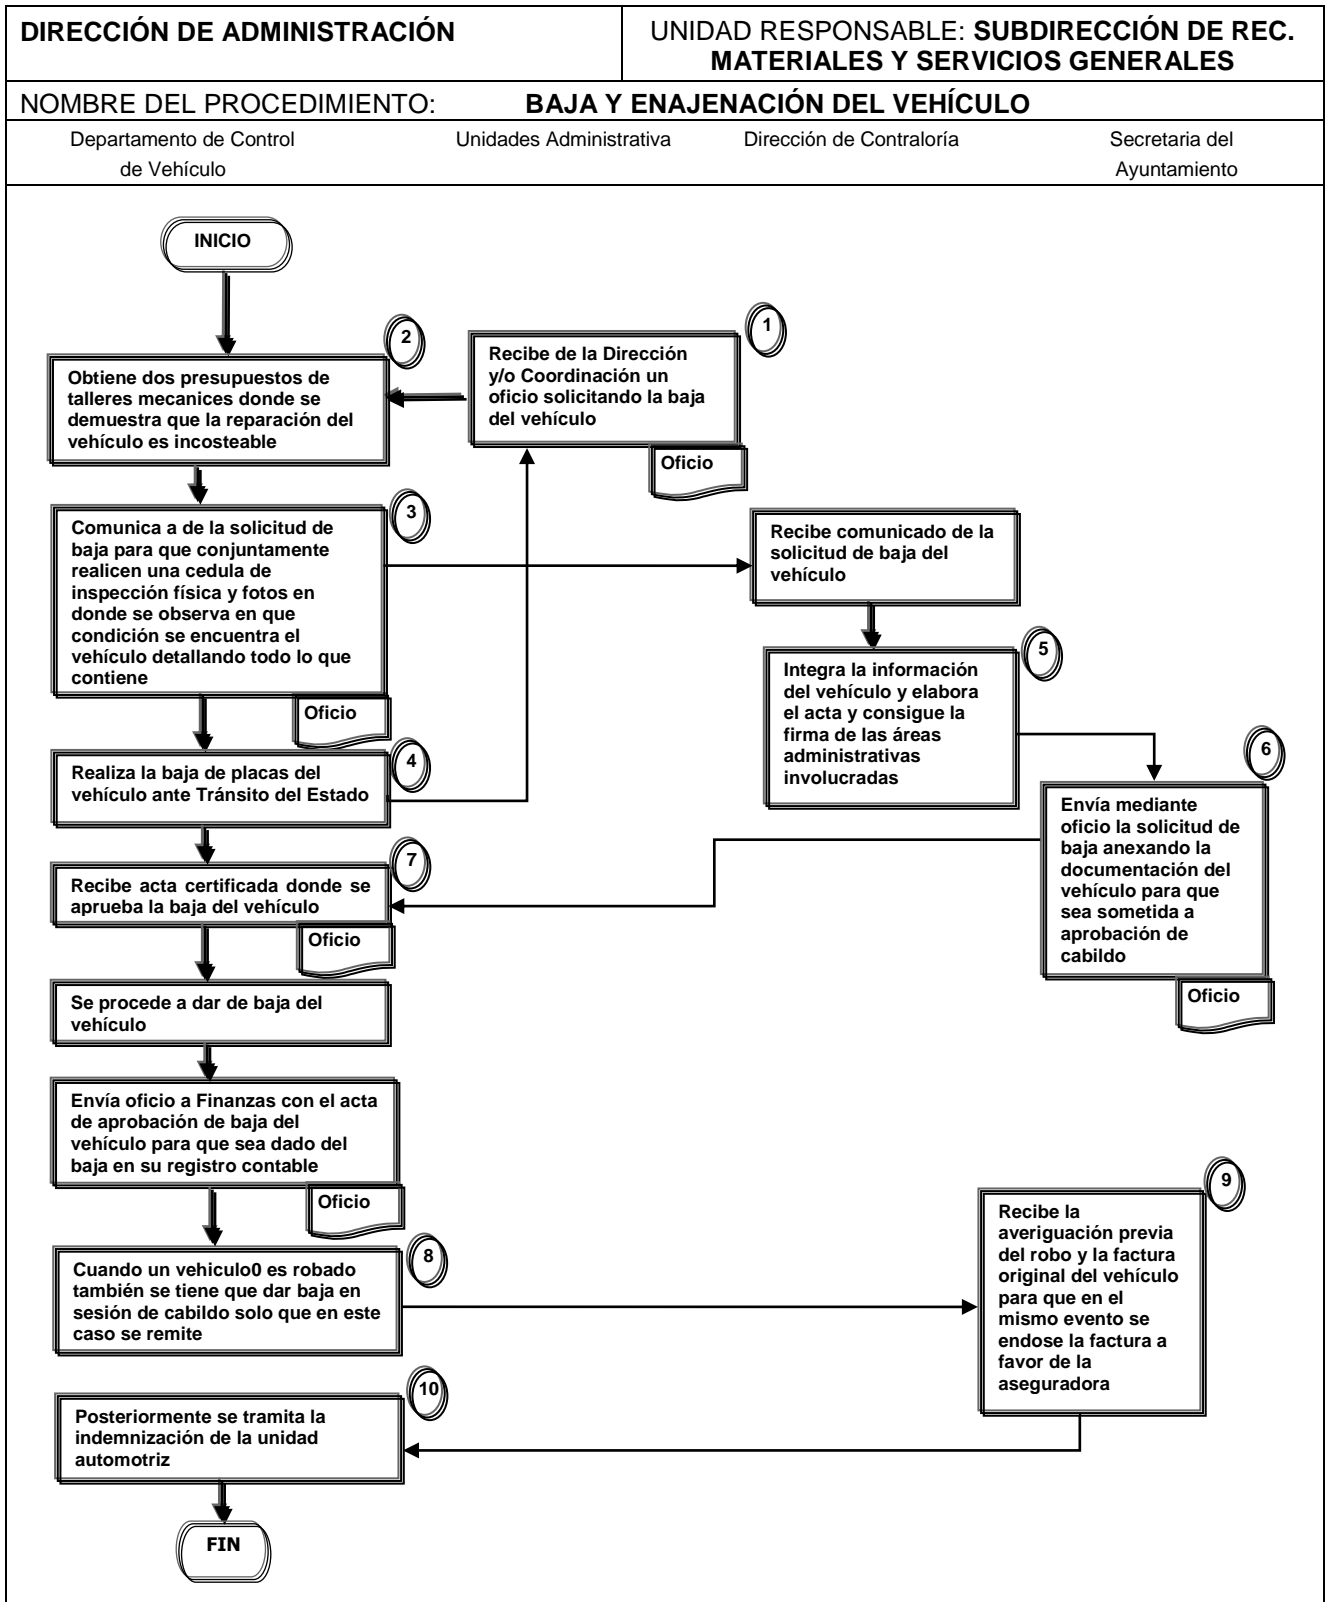 DIRECCIÓN DE ADMINISTRACIÓN
UNIDAD RESPONSABLE: SUBDIRECCIÓN DE REC.
MATERIALES Y SERVICIOS GENERALES
NOMBRE DEL PROCEDIMIENTO: BAJA Y ENAJENACIÓN DEL VEHÍCULO
Departamento de Control
de Vehículo
Unidades Administrativa
Dirección de Contraloría
Secretaria del
Ayuntamiento
INICIO
1
Recibe de la Dirección
y/o Coordinación un
oficio solicitando la baja
del vehículo
Oficio
2
Obtiene dos presupuestos de
talleres mecanices donde se
demuestra que la reparación del
vehículo es incosteable
3
Comunica a de la solicitud de
baja para que conjuntamente
realicen una cedula de
inspección física y fotos en
donde se observa en que
condición se encuentra el
vehículo detallando todo lo que
contiene
Oficio
Recibe comunicado de la
solicitud de baja del
vehículo
4
Realiza la baja de placas del
vehículo ante Tránsito del Estado
5
Integra la información
del vehículo y elabora
el acta y consigue la
firma de las áreas
administrativas
involucradas
6
Envía mediante
oficio la solicitud de
baja anexando la
documentación del
vehículo para que
sea sometida a
aprobación de
cabildo
Oficio
7
Recibe acta certificada donde se
aprueba la baja del vehículo
Oficio
Se procede a dar de baja del
vehículo
Envía oficio a Finanzas con el acta
de aprobación de baja del
vehículo para que sea dado del
baja en su registro contable
Oficio
8
Cuando un vehiculo0 es robado
también se tiene que dar baja en
sesión de cabildo solo que en este
caso se remite
9
Recibe la
averiguación previa
del robo y la factura
original del vehículo
para que en el
mismo evento se
endose la factura a
favor de la
aseguradora
10
Posteriormente se tramita la
indemnización de la unidad
automotriz
FIN